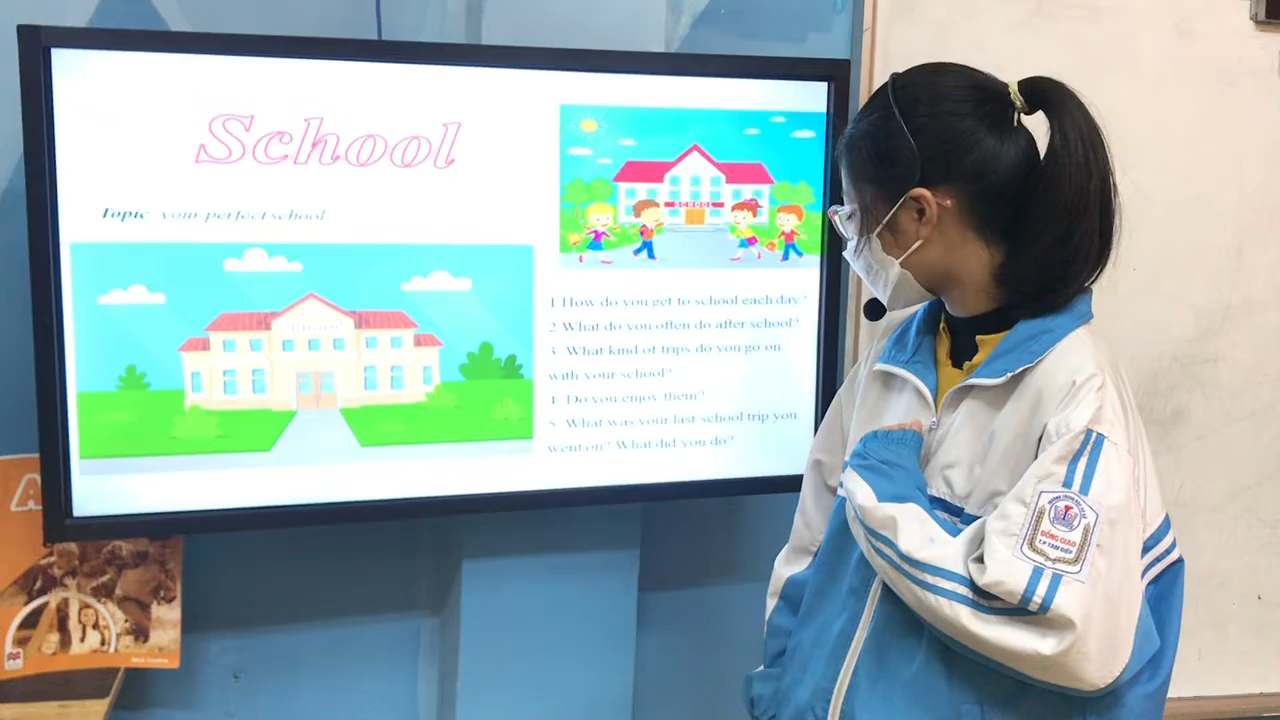 School
Topic your perfect school
SCHOOL
1 How do you get to school each day?
2 What do you often do after school?
3 What kind of trips do you go on
with your school?
4 Do you enjoy them?
5 What was your last school trip you
went on? What did you do?
ĐỒNG GIAO
T.P TAM ĐIỆP